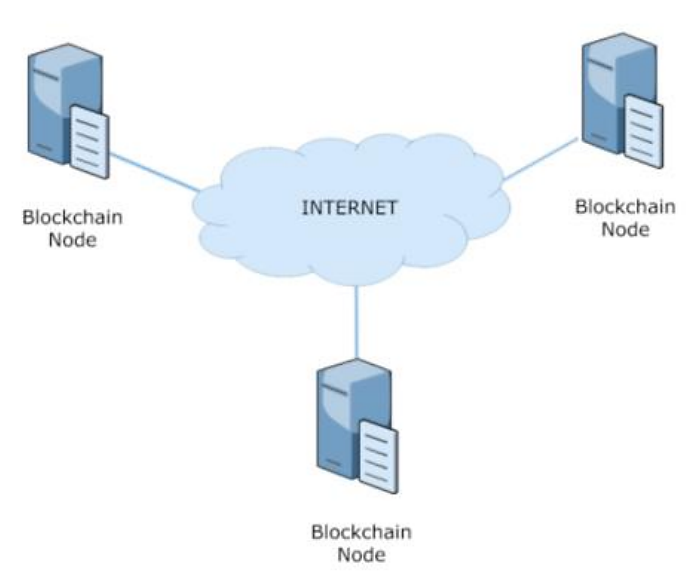 INTERNET
Blockchain
Node
Blockchain
Node
Blockchain
Node